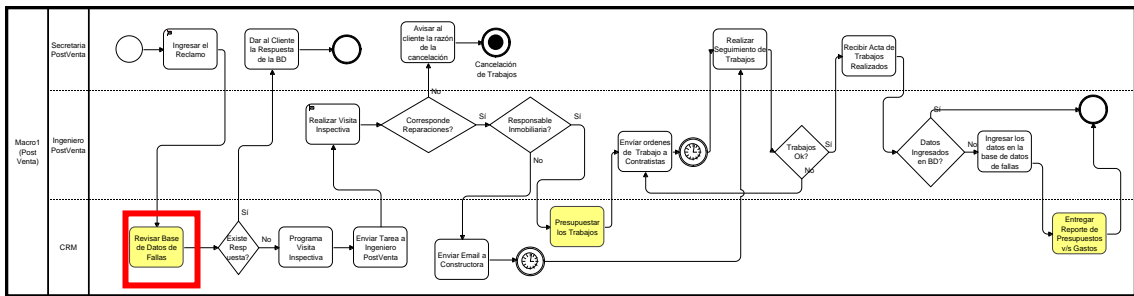 Macro1
(Post
Venta)
Secretaria
PostVenta
Ingresar el
Reclamo
Dar al Cliente
la Respuesta
de la BD
Avisar al
cliente la razón
de la
cancelación
Cancelación
de Trabajos
Realizar
Seguimiento de
Trabajos
Recibir Acta de
Trabajos
Realizados
Ingeniero
PostVenta
Realizar Visita
Inspectiva
No
Corresponde
Reparaciones?
Sí
Responsable
Inmobiliaria?
Sí
No
Envíar ordenes
de Trabajo a
Contratistas
Trabajos
Ok?
Sí
No
Datos
Ingresados
en BD?
Sí
No
Ingresar los
datos en la
base de datos
de fallas
CRM
Revisar Base
de Datos de
Fallas
Sí
Existe
Resp
uesta?
No
Programa
Visita
Inspectiva
Enviar Tarea a
Ingeniero
PostVenta
Enviar Email a
Constructora
Presupuestar
los Trabajos
Entregar
Reporte de
Presupuestos
v/s Gastos